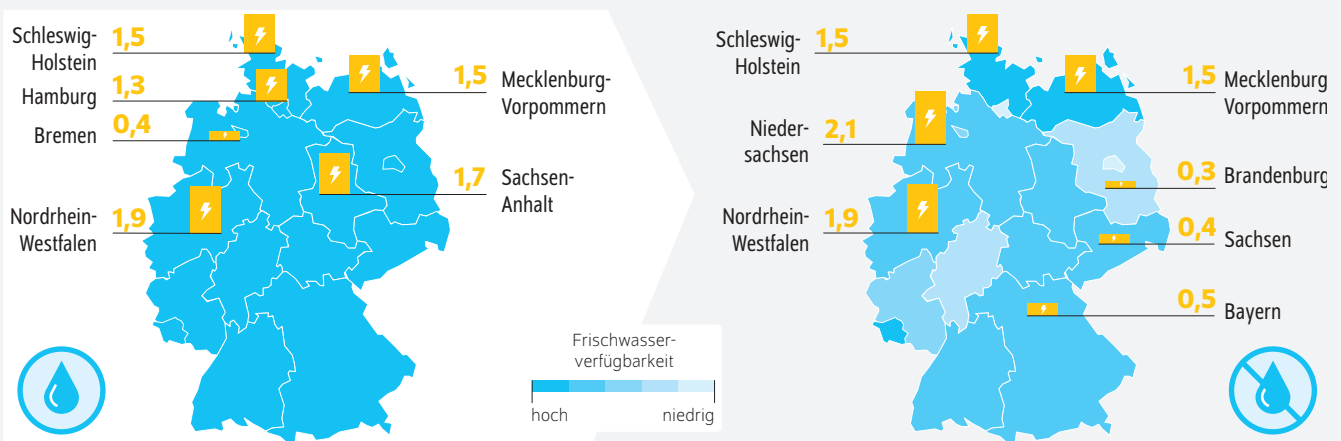 Schleswig-
Holstein
1,5
Hamburg
1,3
Bremen
0,4
Nordrhein-
Westfalen
1,9
1,5
Mecklenburg-
Vorpommern
1,7
Sachsen-
Anhalt
Frischwasser-
verfügbarkeit
hoch
niedrig
Schleswig-
Holstein
1,5
Nieder-
sachsen
2,1
Nordrhein-
Westfalen
1,9
1,5
Mecklenburg
Vorpommern
0,3
Brandenburg
0,4
Sachsen
0,5
Bayern